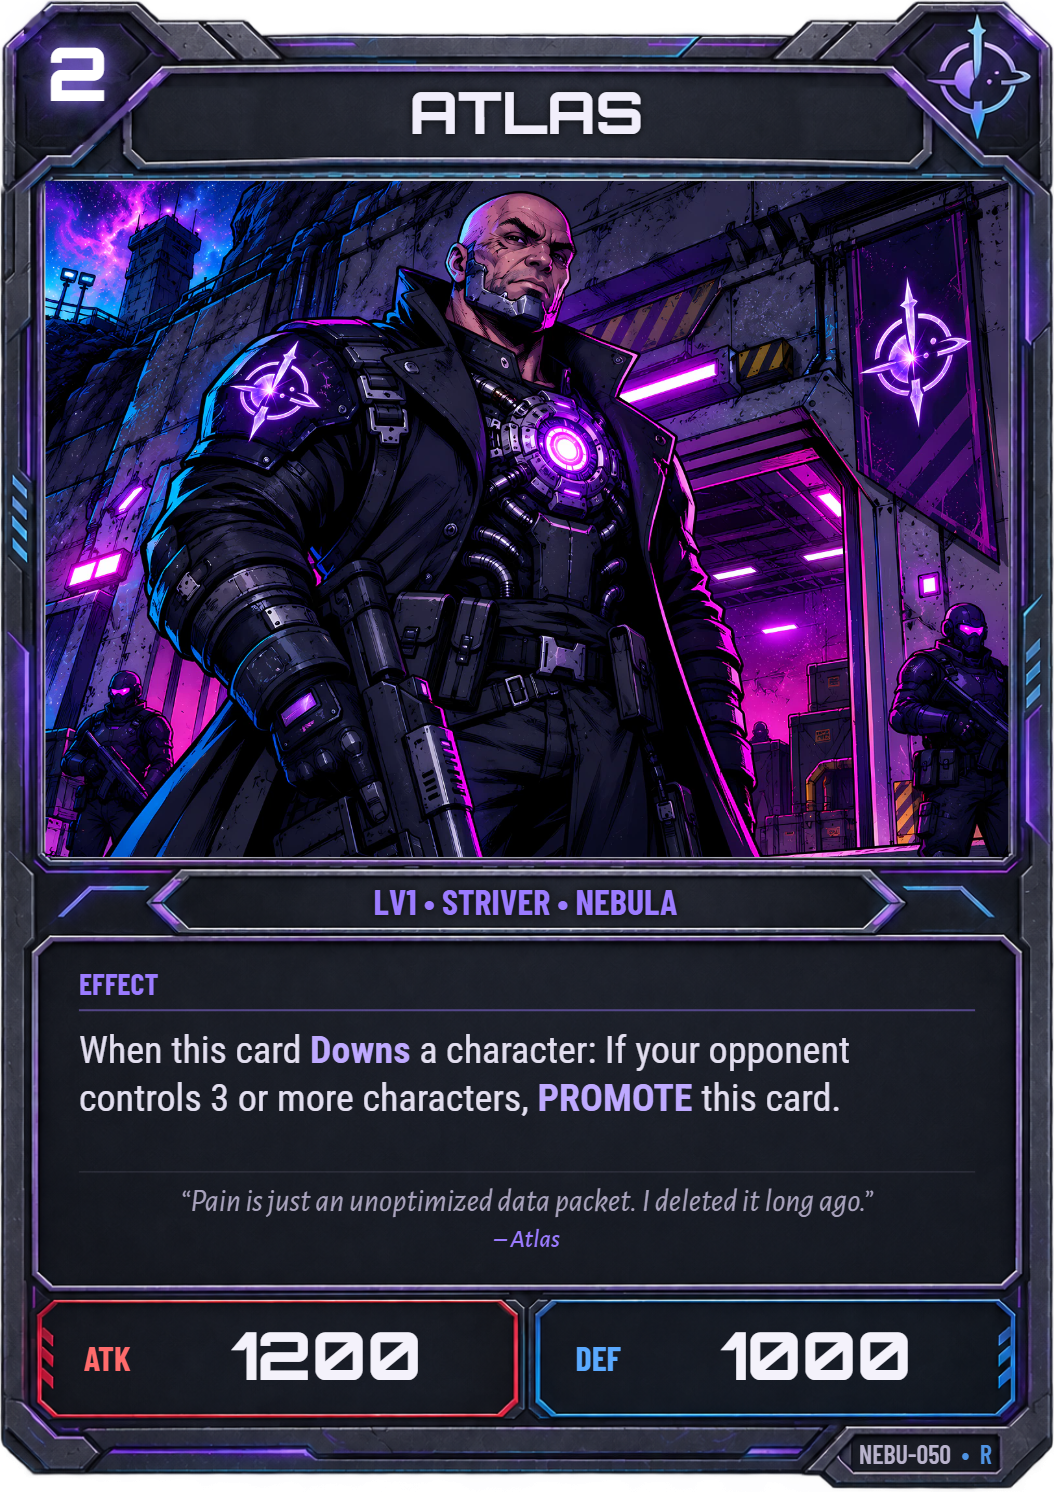 2
ATLAS
LV1 • STRIVER • NEBULA
EFFECT
When this card Downs a character: If your opponent
controls 3 or more characters, PROMOTE this card.
“Pain is just an unoptimized data packet. I deleted it long ago.”
– Atlas
ATK 1200
DEF 1000
NEBU-050 • R